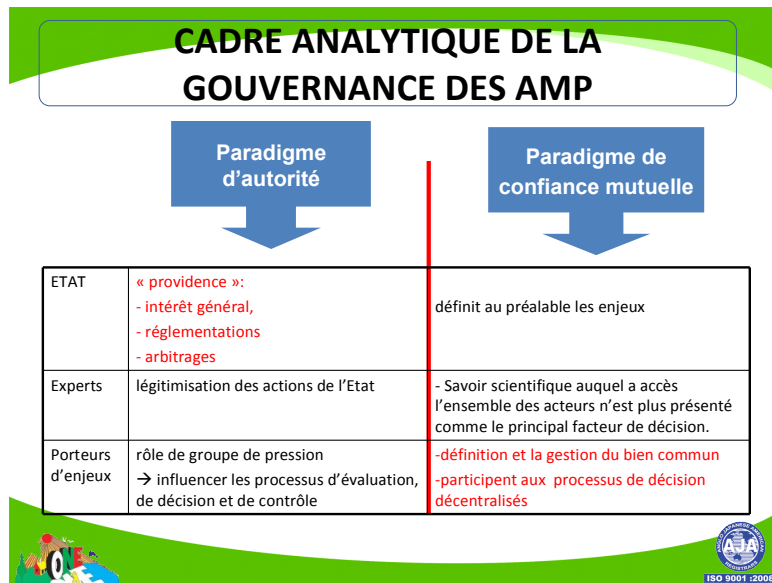 CADRE ANALYTIQUE DE LA
GOUVERNANCE DES AMP
Paradigme
d'autorité
Paradigme de
confiance mutuelle
ETAT
« providence »:
- intérêt général,
- réglementations
- arbitrages
définit au préalable les enjeux
Experts
légitimisation des actions de l'Etat
- Savoir scientifique auquel a accès
l'ensemble des acteurs n'est plus présenté
comme le principal facteur de décision.
Porteurs
d'enjeux
rôle de groupe de pression
→ influencer les processus d'évaluation,
de décision et de contrôle
-définition et la gestion du bien commun
-participent aux processus de décision
décentralisés
ONE
AJA
ISO 9001 :2008